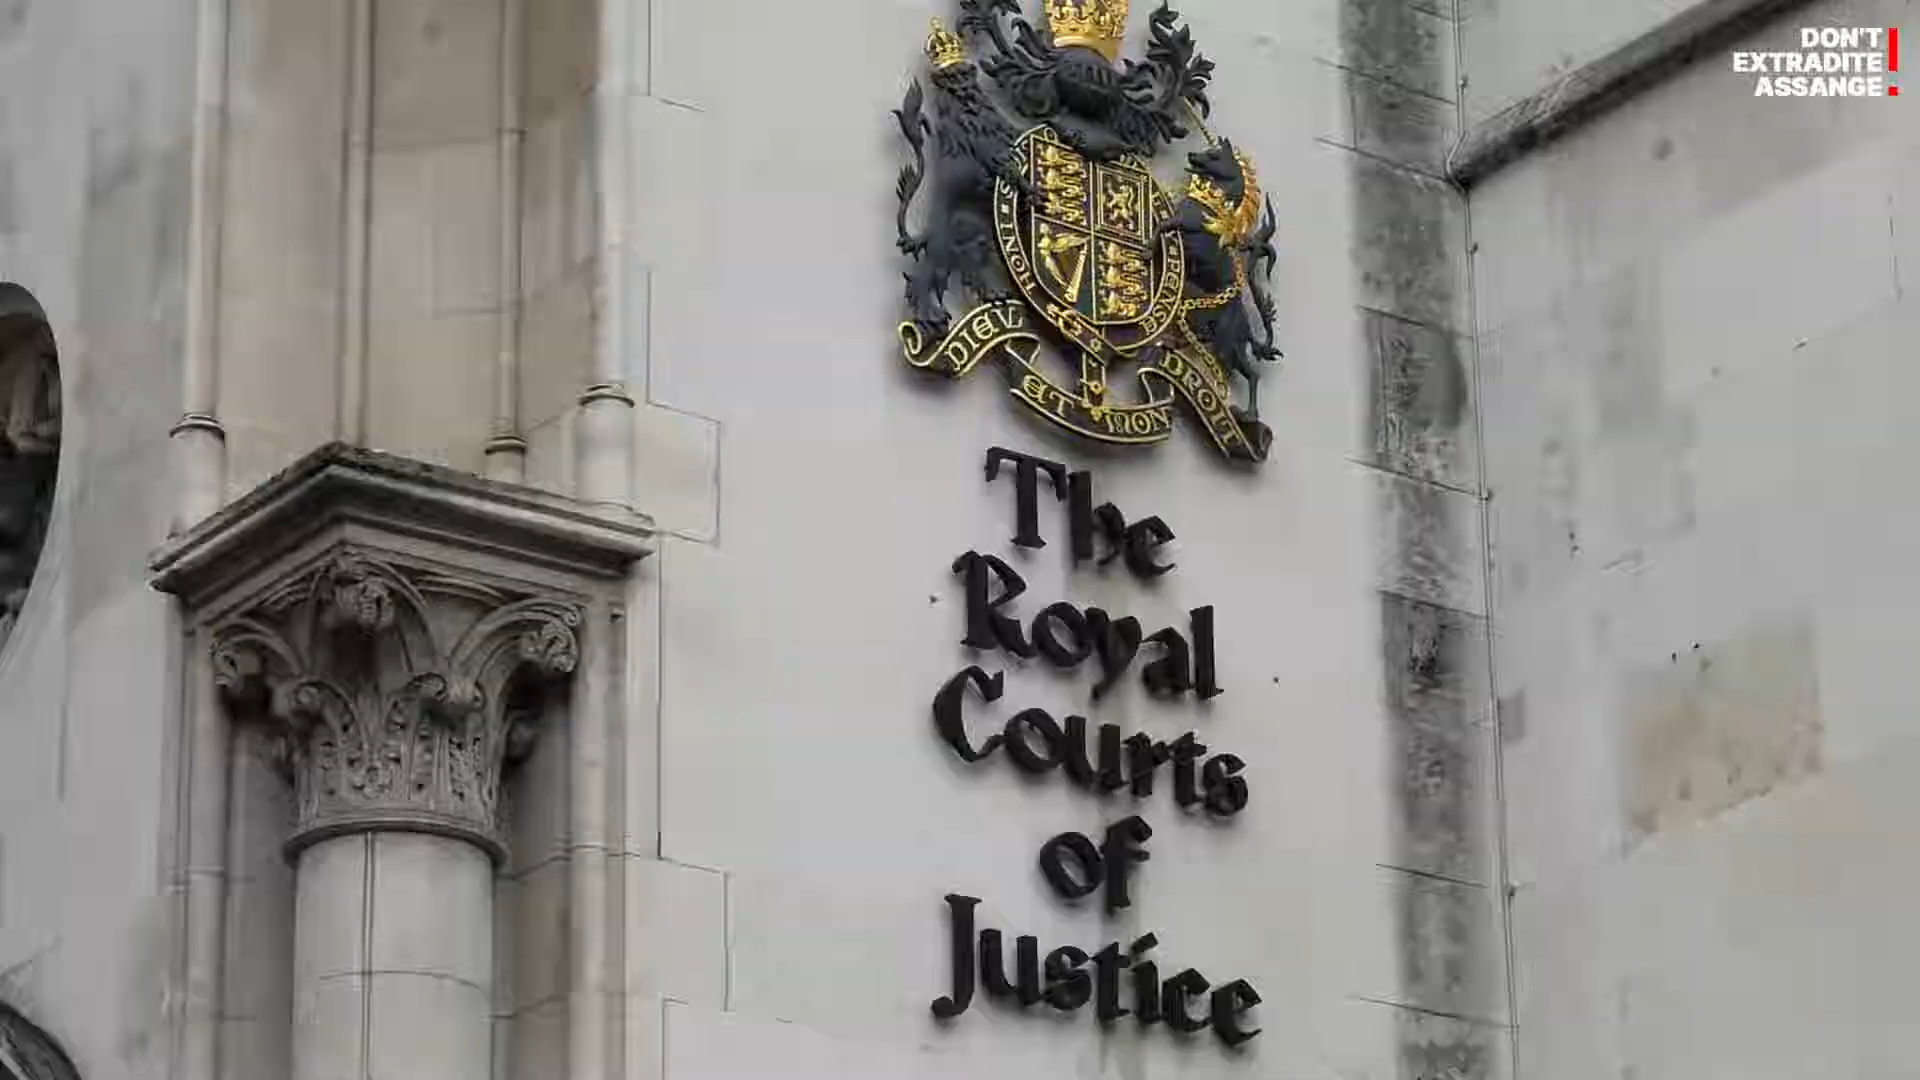 DON'T
EXTRADITE
ASSANGE!
DIEU
ET MON
DROIT
The
Royal
Courts
of
Justice